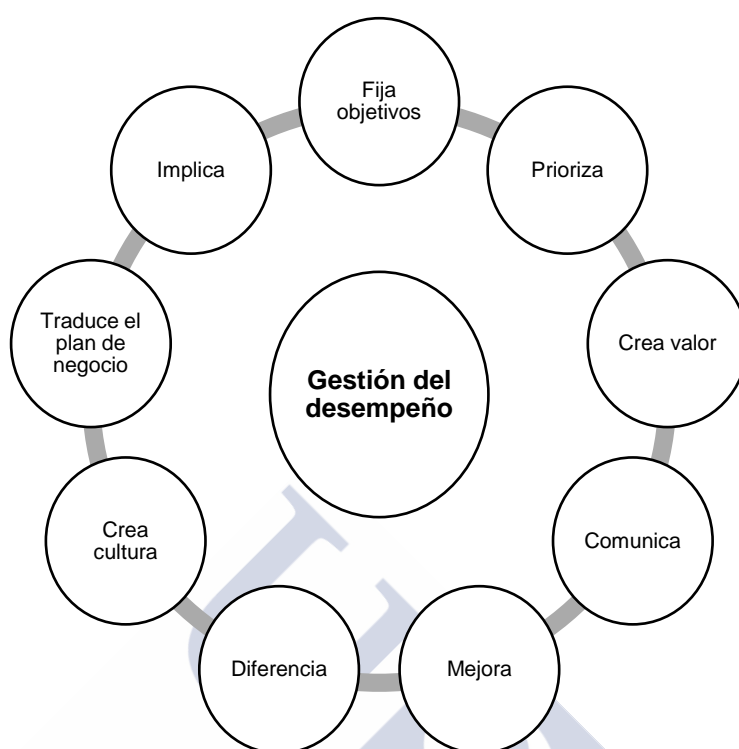 Fija
objetivos
Prioriza
Crea valor
Comunica
Mejora
Diferencia
Crea
cultura
Traduce el
plan de
negocio
Implica
Gestión del
desempeño